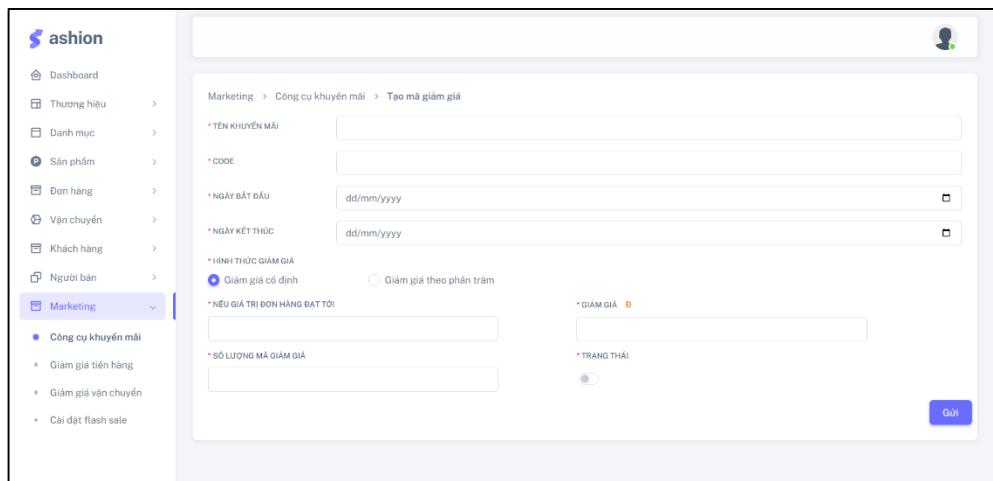 ashion
Dashboard
Thương hiệu
Danh mục
Sản phẩm
Đơn hàng
Vận chuyển
Khách hàng
Người bán
Marketing
Công cụ khuyến mãi
Giảm giá tiền hàng
Giảm giá vận chuyển
Cài đặt flash sale
Marketing > Công cụ khuyến mãi > Tạo mã giảm giá
* TÊN KHUYẾN MÃI
* CODE
* NGÀY BẮT ĐẦU dd/mm/yyyy
* NGÀY KẾT THÚC dd/mm/yyyy
* HÌNH THỨC GIẢM GIÁ
Giảm giá cố định Giảm giá theo phần trăm
* NẾU GIÁ TRỊ ĐƠN HÀNG ĐẠT TỚI * GIẢM GIÁ Đ
* SỐ LƯỢNG MÃ GIẢM GIÁ * TRẠNG THÁI
Gửi